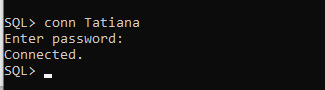 SQL> conn Tatiana
Enter password:
Connected.
SQL>